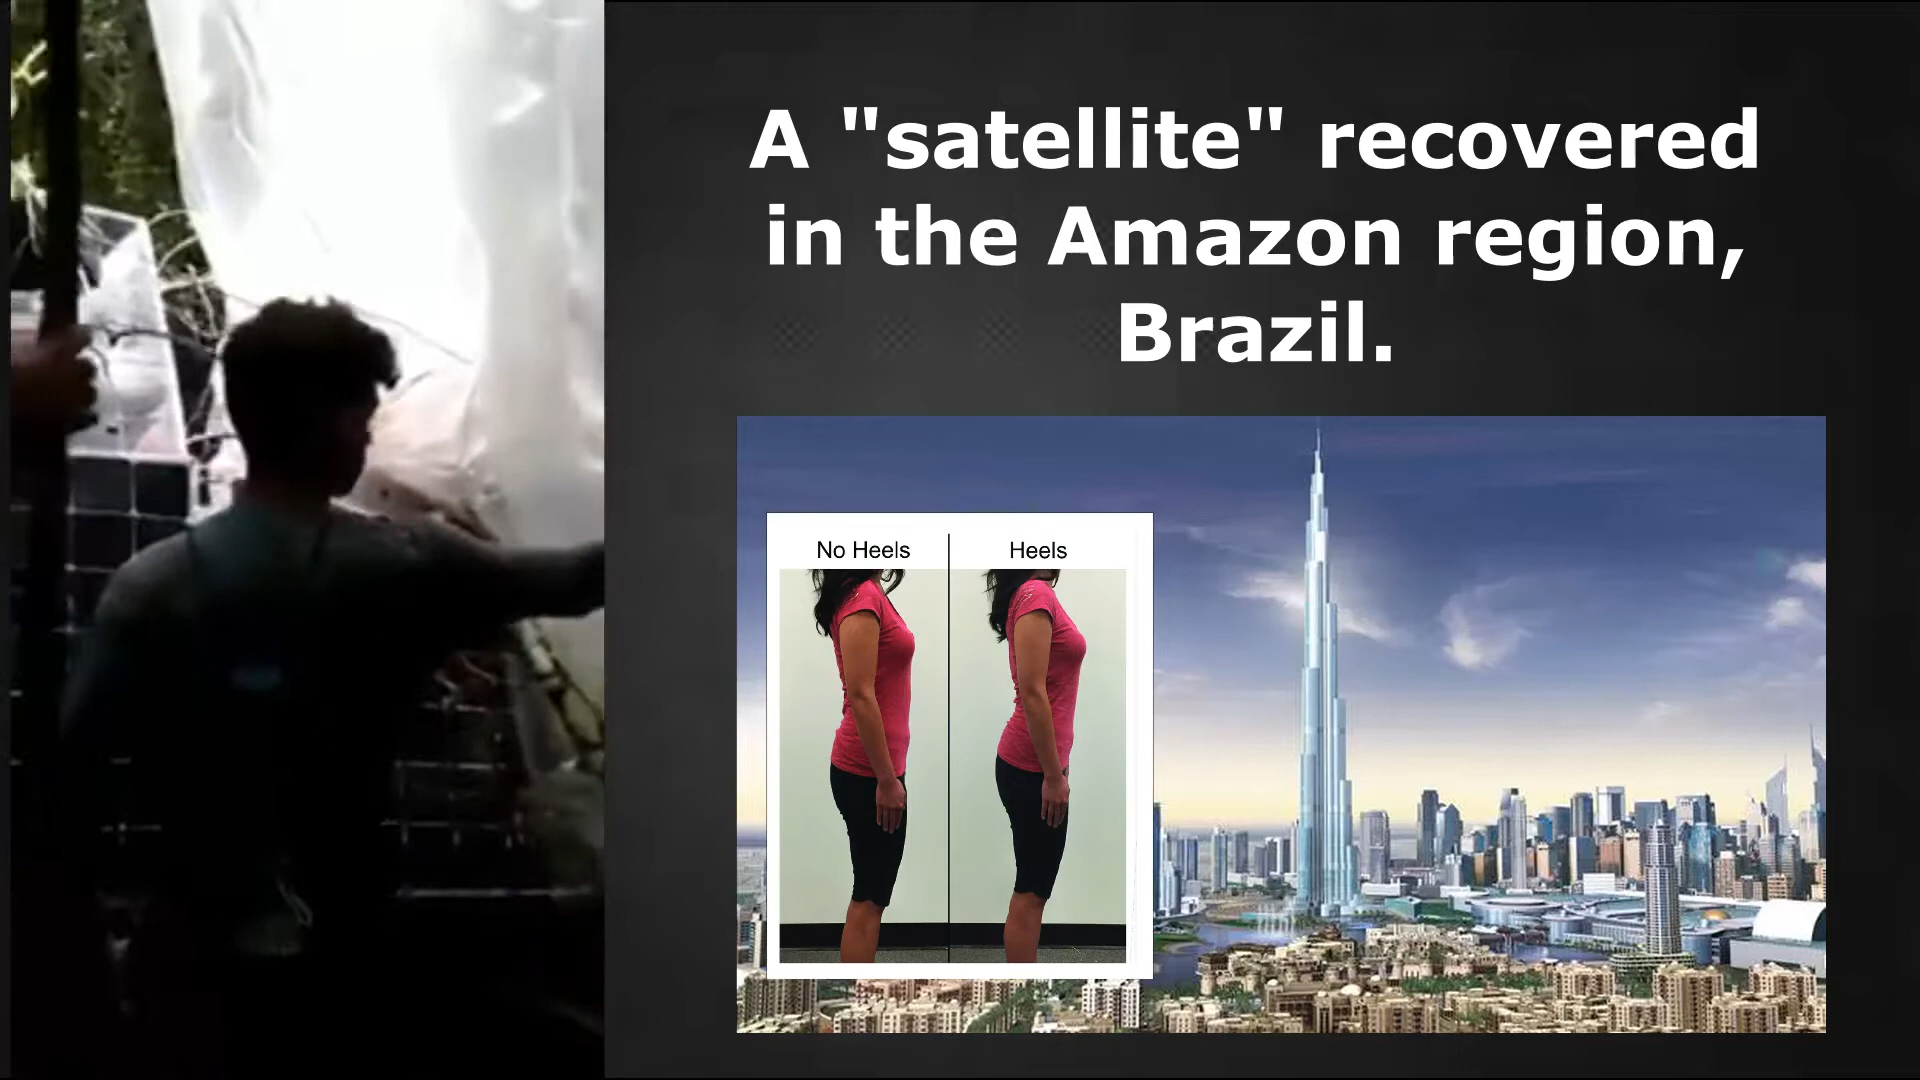 A "satellite" recovered
in the Amazon region,
Brazil.
No Heels
Heels